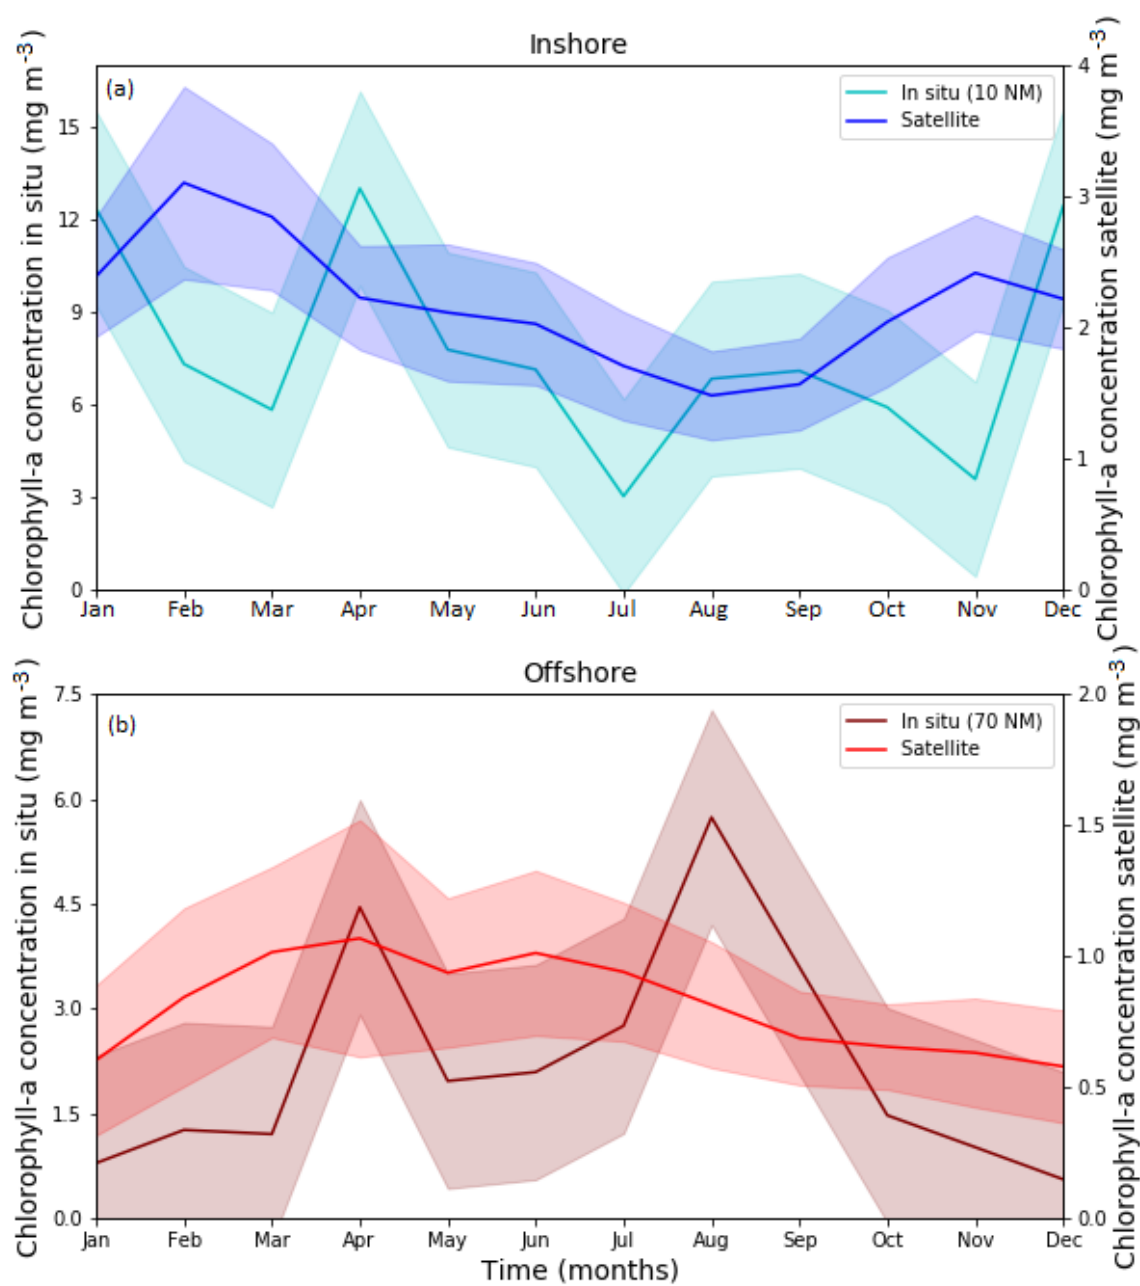 Inshore
Chlorophyll-a concentration in situ (mg m-3)
Chlorophyll-a concentration satellite (mg m-3)
(a)
In situ (10 NM)
Satellite
15
12
9
6
3
0
4
3
2
1
0
Jan Feb Mar Apr May Jun Jul Aug Sep Oct Nov Dec
Offshore
Chlorophyll-a concentration in situ (mg m-3)
Chlorophyll-a concentration satellite (mg m-3)
(b)
In situ (70 NM)
Satellite
7.5
6.0
4.5
3.0
1.5
0.0
2.0
1.5
1.0
0.5
0.0
Jan Feb Mar Apr May Jun Jul Aug Sep Oct Nov Dec
Time (months)